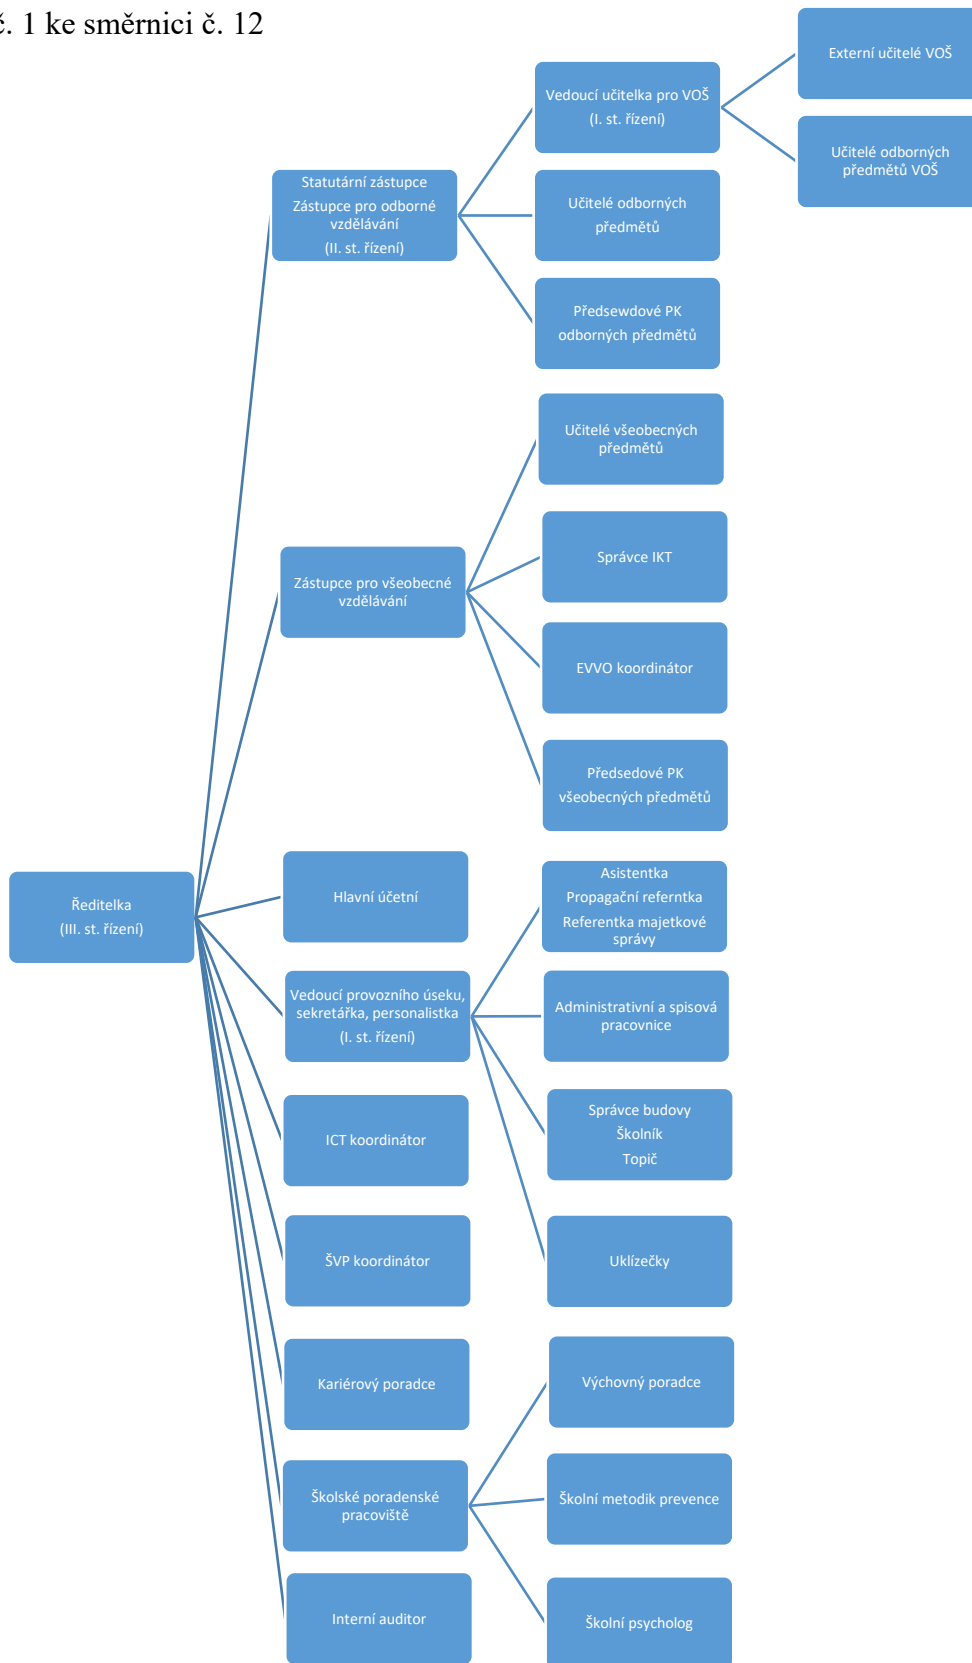 č. 1 ke směrnici č. 12
Externí učitelé VOŠ
Vedoucí učitelka pro VOŠ
(I. st. řízení)
Učitelé odborných
předmětů VOŠ
Statutární zástupce
Zástupce pro odborné
vzdělávání
(II. st. řízení)
Učitelé odborných
předmětů
Předsewdové PK
odborných předmětů
Učitelé všeobecných
předmětů
Správce IKT
Zástupce pro všeobecné
vzdělávání
EVVO koordinátor
Předsedové PK
všeobecných předmětů
Ředitelka
(III. st. řízení)
Hlavní účetní
Asistentka
Propagační referntka
Referentka majetkové
správy
Vedoucí provozního úseku,
sekretářka, personalistka
(I. st. řízení)
Administrativní a spisová
pracovnice
Správce budovy
Školník
Topič
ICT koordinátor
ŠVP koordinátor
Uklízečky
Kariérový poradce
Výchovný poradce
Školské poradenské
pracoviště
Školní metodik prevence
Interní auditor
Školní psycholog